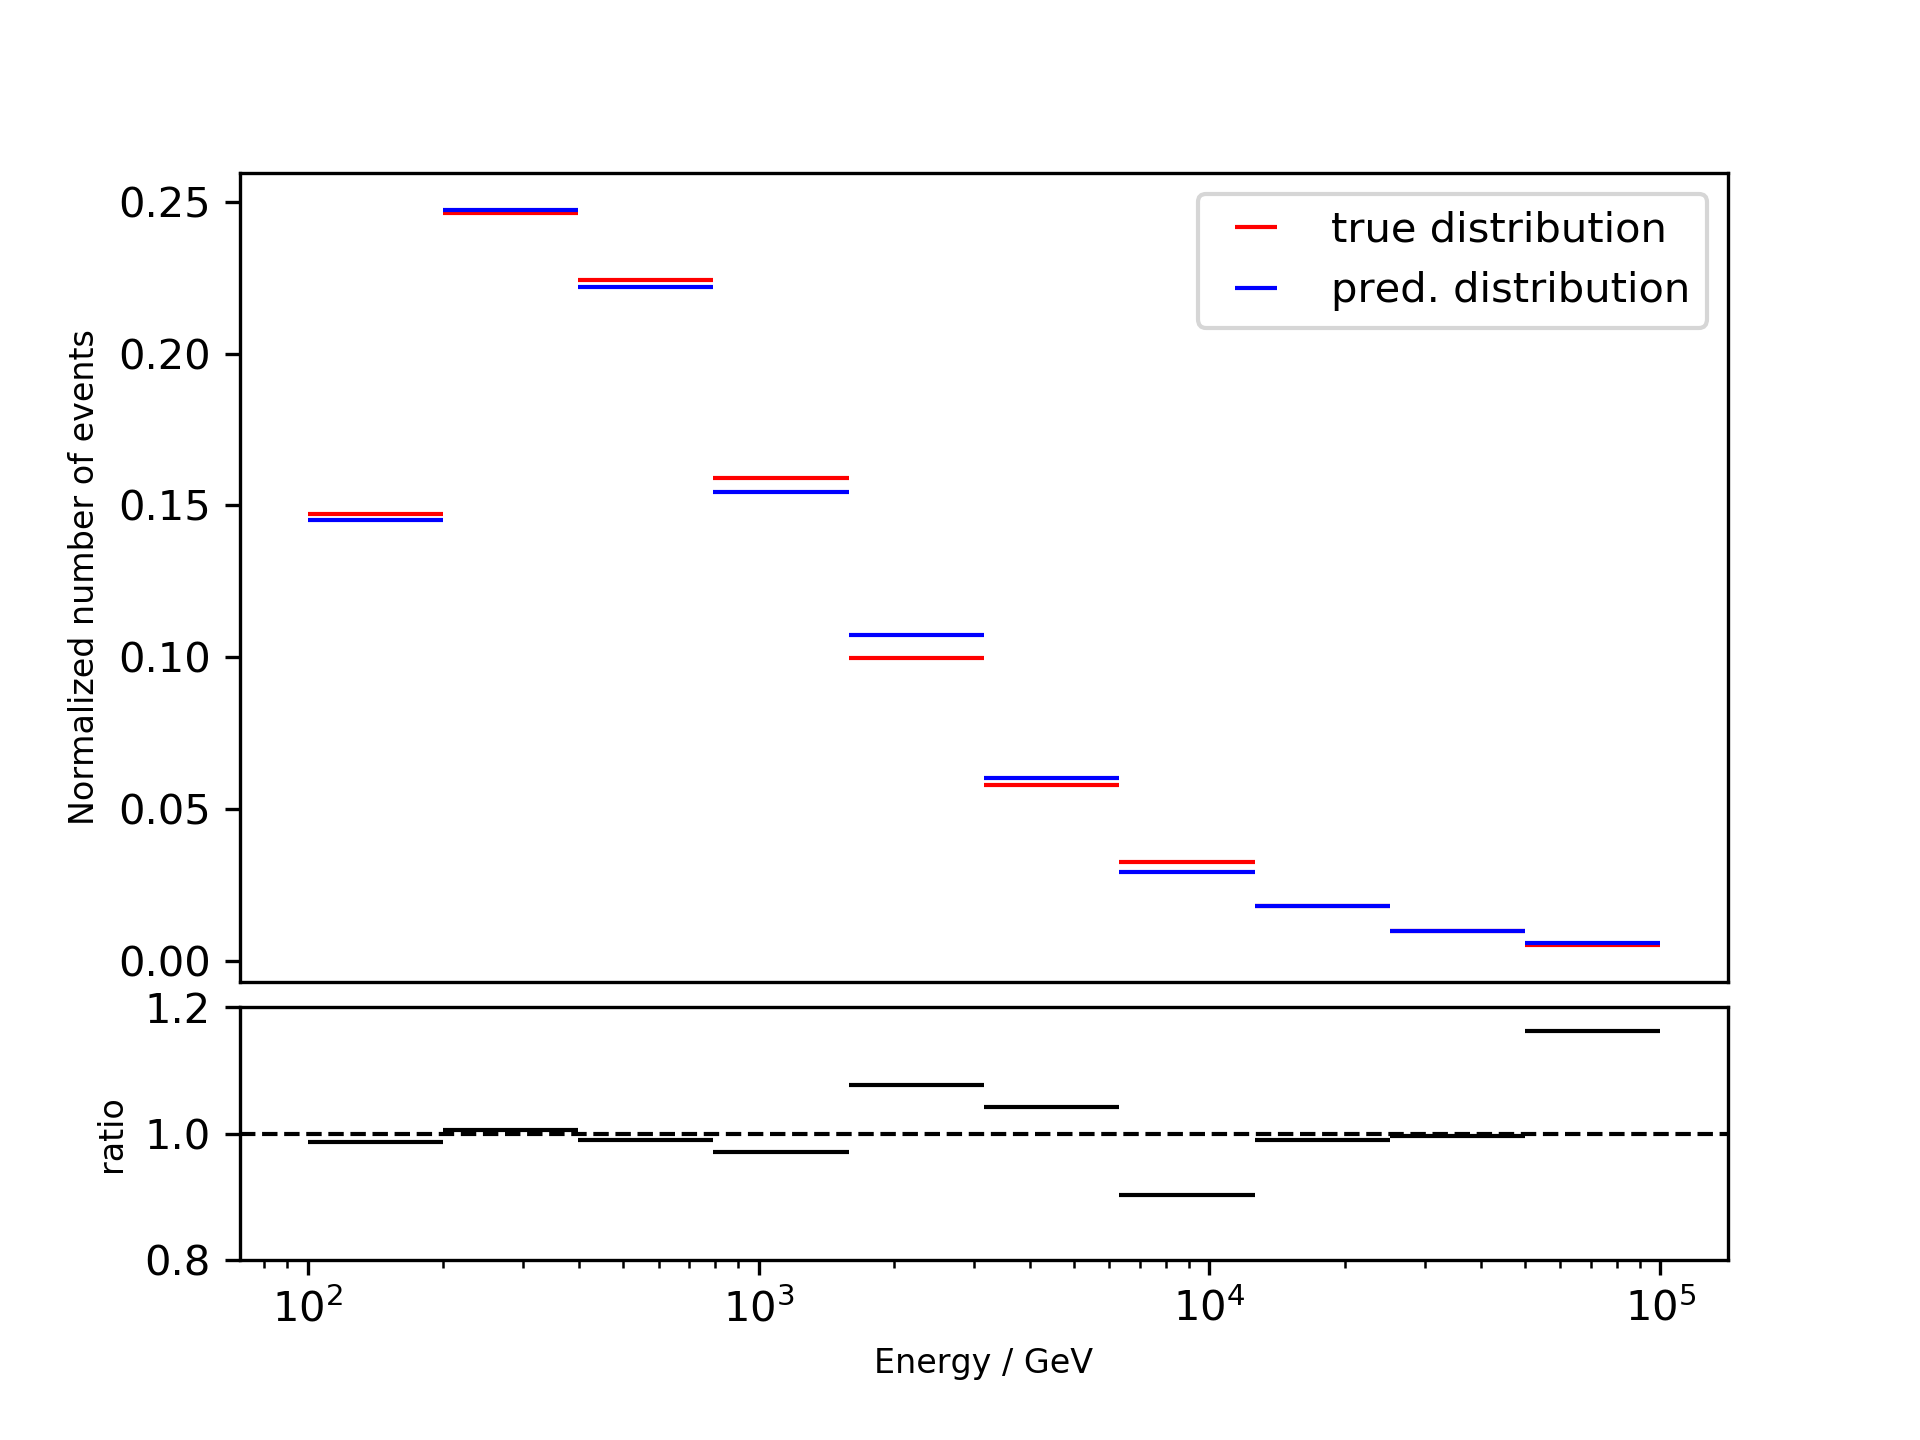 0.25
0.20
0.15
0.10
0.05
0.00
Normalized number of events
true distribution
pred. distribution
1.2
1.0
0.8
ratio
10²
10³
10⁴
10⁵
Energy / GeV